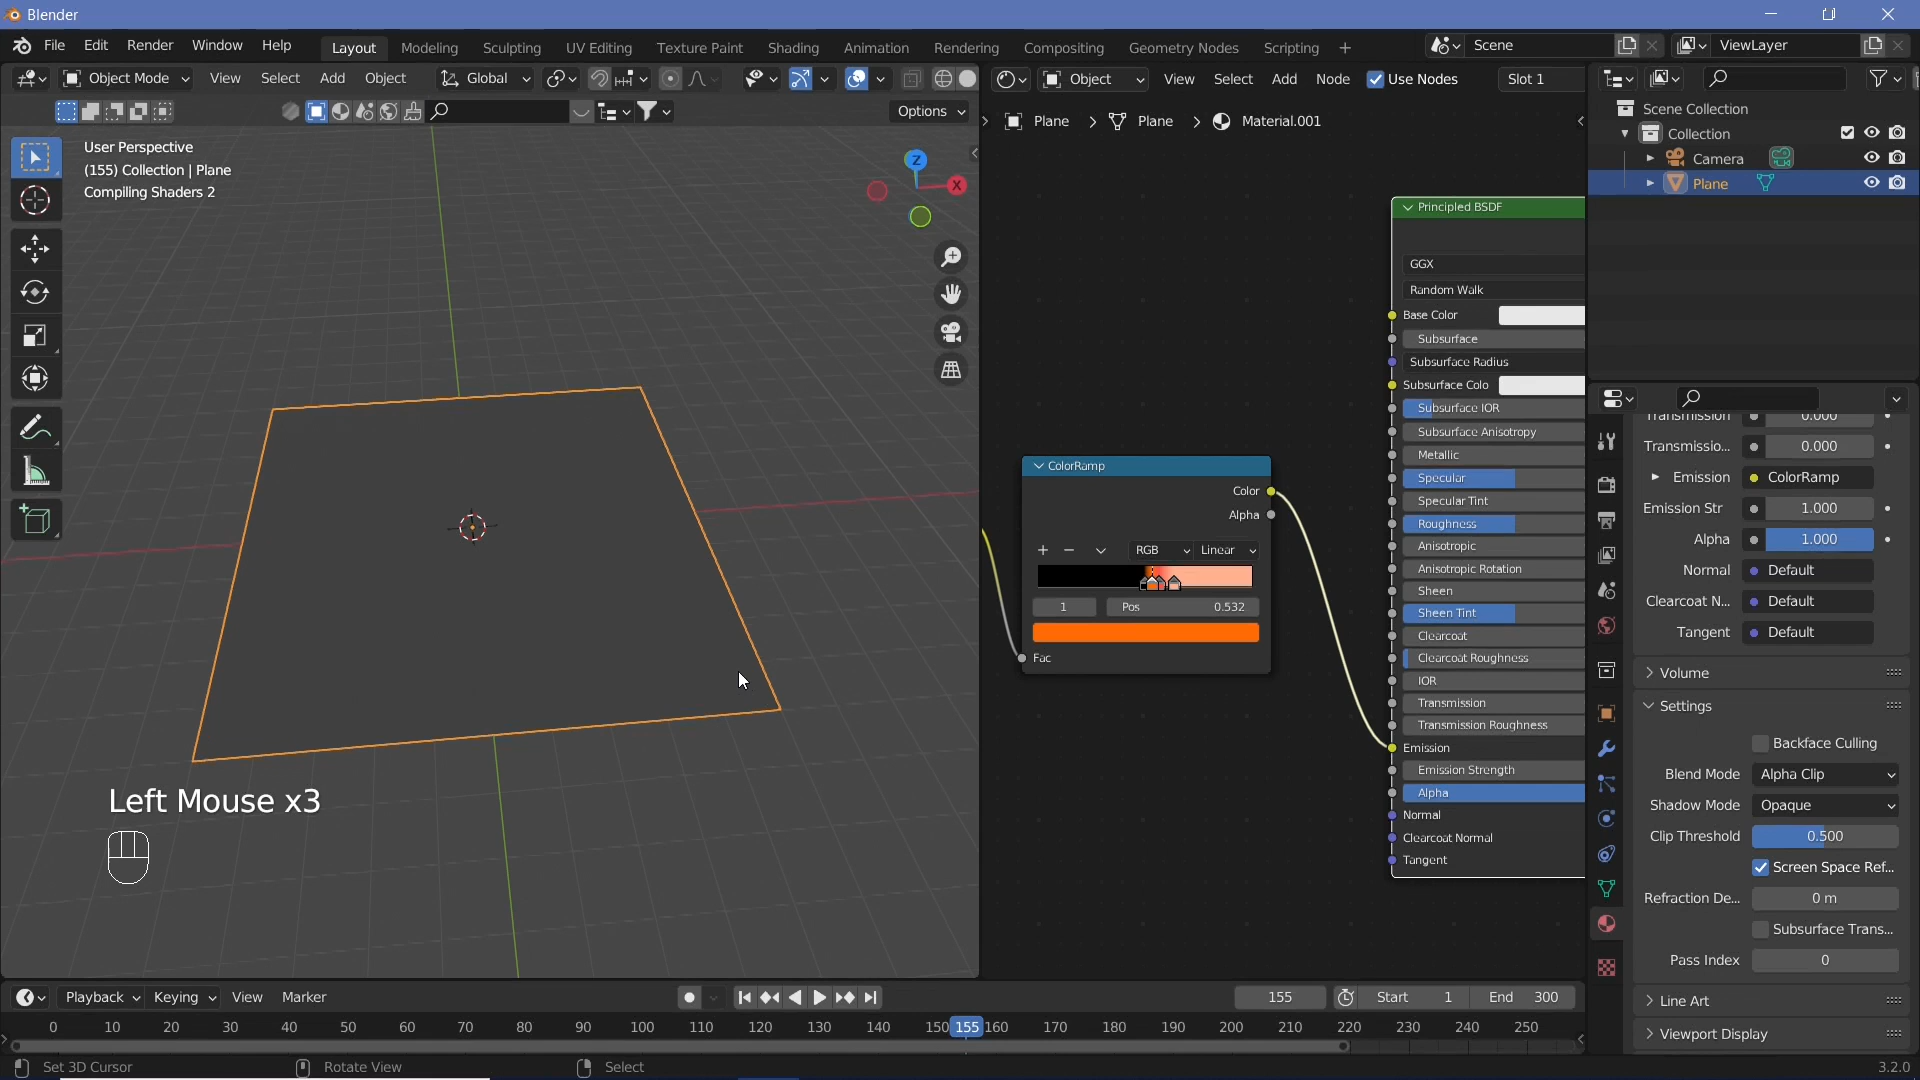 Blender
File Edit Render Window Help
Layout Modeling Sculpting UV Editing Texture Paint Shading Animation Rendering Compositing Geometry Nodes Scripting +
Scene
ViewLayer
Object Mode View Select Add Object Global
Object View Select Add Node Use Nodes Slot 1
Options
User Perspective
(155) Collection | Plane
Compiling Shaders 2
Z
X
Plane > Plane > Material.001
Scene Collection
Collection
Camera
Plane
Principled BSDF
GGX
Random Walk
Base Color
Subsurface
Subsurface Radius
Subsurface Colo
Subsurface IOR
Subsurface Anisotropy
Metallic
Specular
Specular Tint
Roughness
Anisotropic
Anisotropic Rotation
Sheen
Sheen Tint
Clearcoat
Clearcoat Roughness
IOR
Transmission
Transmission Roughness
Emission
Emission Strength
Alpha
Normal
Clearcoat Normal
Tangent
ColorRamp
Color
Alpha
+ − RGB Linear
1 Pos 0.532
Fac
Transmission 0.000
Transmissio... 0.000
Emission ColorRamp
Emission Str 1.000
Alpha 1.000
Normal Default
Clearcoat N... Default
Tangent Default
Volume
Settings
Backface Culling
Blend Mode Alpha Clip
Shadow Mode Opaque
Clip Threshold 0.500
Screen Space Ref...
Refraction De... 0 m
Subsurface Trans...
Pass Index 0
Line Art
Viewport Display
Left Mouse x3
Playback Keying View Marker
155 Start 1 End 300
0 10 20 30 40 50 60 70 80 90 100 110 120 130 140 150 155 160 170 180 190 200 210 220 230 240 250
Set 3D Cursor Rotate View Select 3.2.0